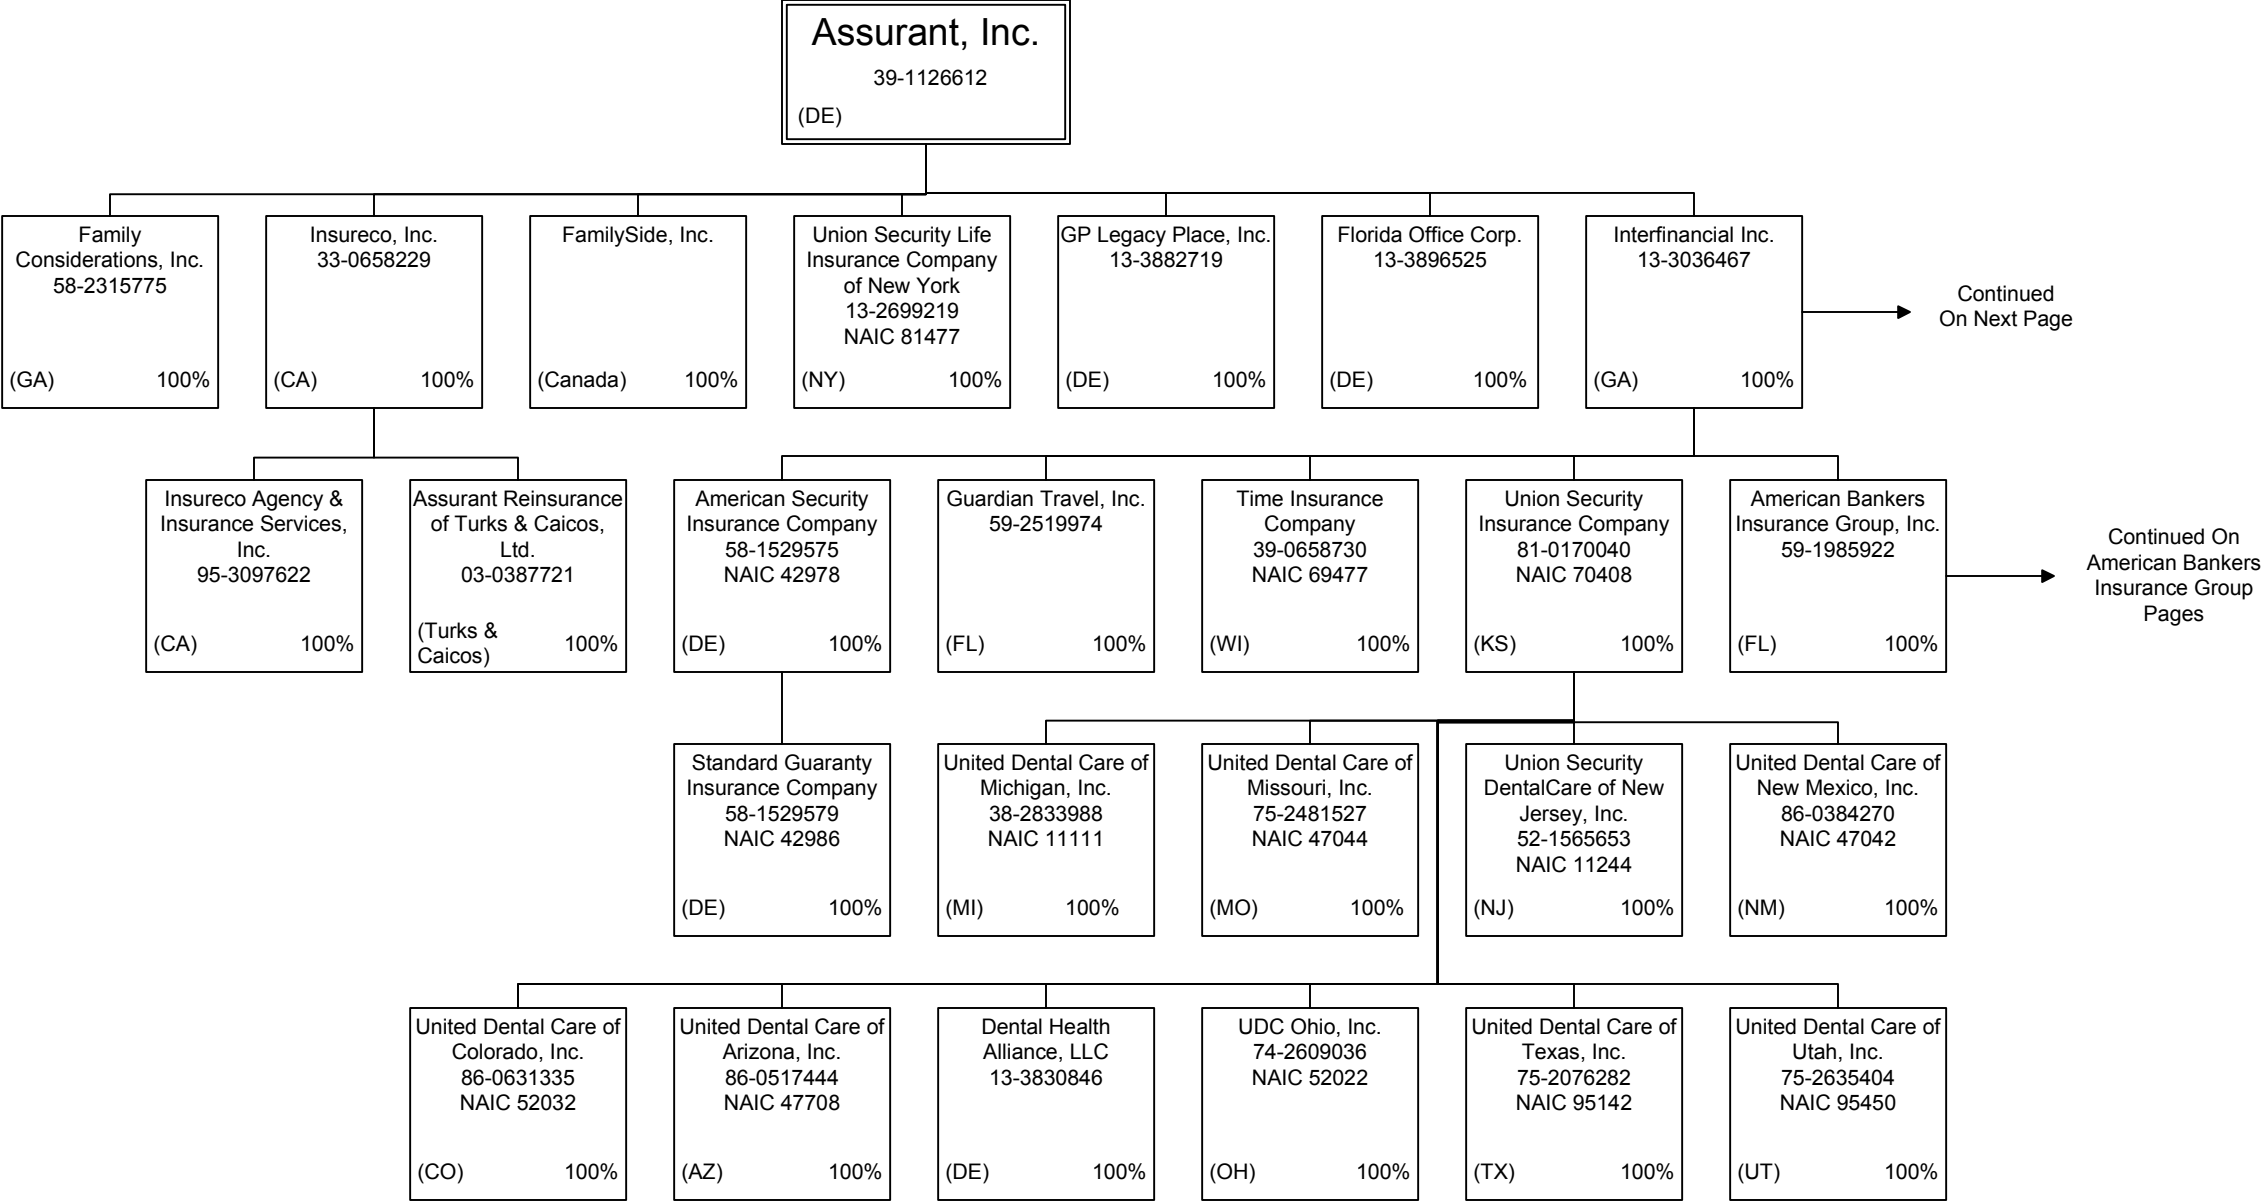 Assurant, Inc.
39-1126612
(DE)
Family
Considerations, Inc.
58-2315775
(GA) 100%
Insureco, Inc.
33-0658229
(CA) 100%
FamilySide, Inc.
(Canada) 100%
Union Security Life
Insurance Company
of New York
13-2699219
NAIC 81477
(NY) 100%
GP Legacy Place, Inc.
13-3882719
(DE) 100%
Florida Office Corp.
13-3896525
(DE) 100%
Interfinancial Inc.
13-3036467
(GA) 100%
Continued
On Next Page
Insureco Agency &
Insurance Services,
Inc.
95-3097622
(CA) 100%
Assurant Reinsurance
of Turks & Caicos,
Ltd.
03-0387721
(Turks &
Caicos) 100%
American Security
Insurance Company
58-1529575
NAIC 42978
(DE) 100%
Guardian Travel, Inc.
59-2519974
(FL) 100%
Time Insurance
Company
39-0658730
NAIC 69477
(WI) 100%
Union Security
Insurance Company
81-0170040
NAIC 70408
(KS) 100%
American Bankers
Insurance Group, Inc.
59-1985922
(FL) 100%
Continued On
American Bankers
Insurance Group
Pages
Standard Guaranty
Insurance Company
58-1529579
NAIC 42986
(DE) 100%
United Dental Care of
Michigan, Inc.
38-2833988
NAIC 11111
(MI) 100%
United Dental Care of
Missouri, Inc.
75-2481527
NAIC 47044
(MO) 100%
Union Security
DentalCare of New
Jersey, Inc.
52-1565653
NAIC 11244
(NJ) 100%
United Dental Care of
New Mexico, Inc.
86-0384270
NAIC 47042
(NM) 100%
United Dental Care of
Colorado, Inc.
86-0631335
NAIC 52032
(CO) 100%
United Dental Care of
Arizona, Inc.
86-0517444
NAIC 47708
(AZ) 100%
Dental Health
Alliance, LLC
13-3830846
(DE) 100%
UDC Ohio, Inc.
74-2609036
NAIC 52022
(OH) 100%
United Dental Care of
Texas, Inc.
75-2076282
NAIC 95142
(TX) 100%
United Dental Care of
Utah, Inc.
75-2635404
NAIC 95450
(UT) 100%